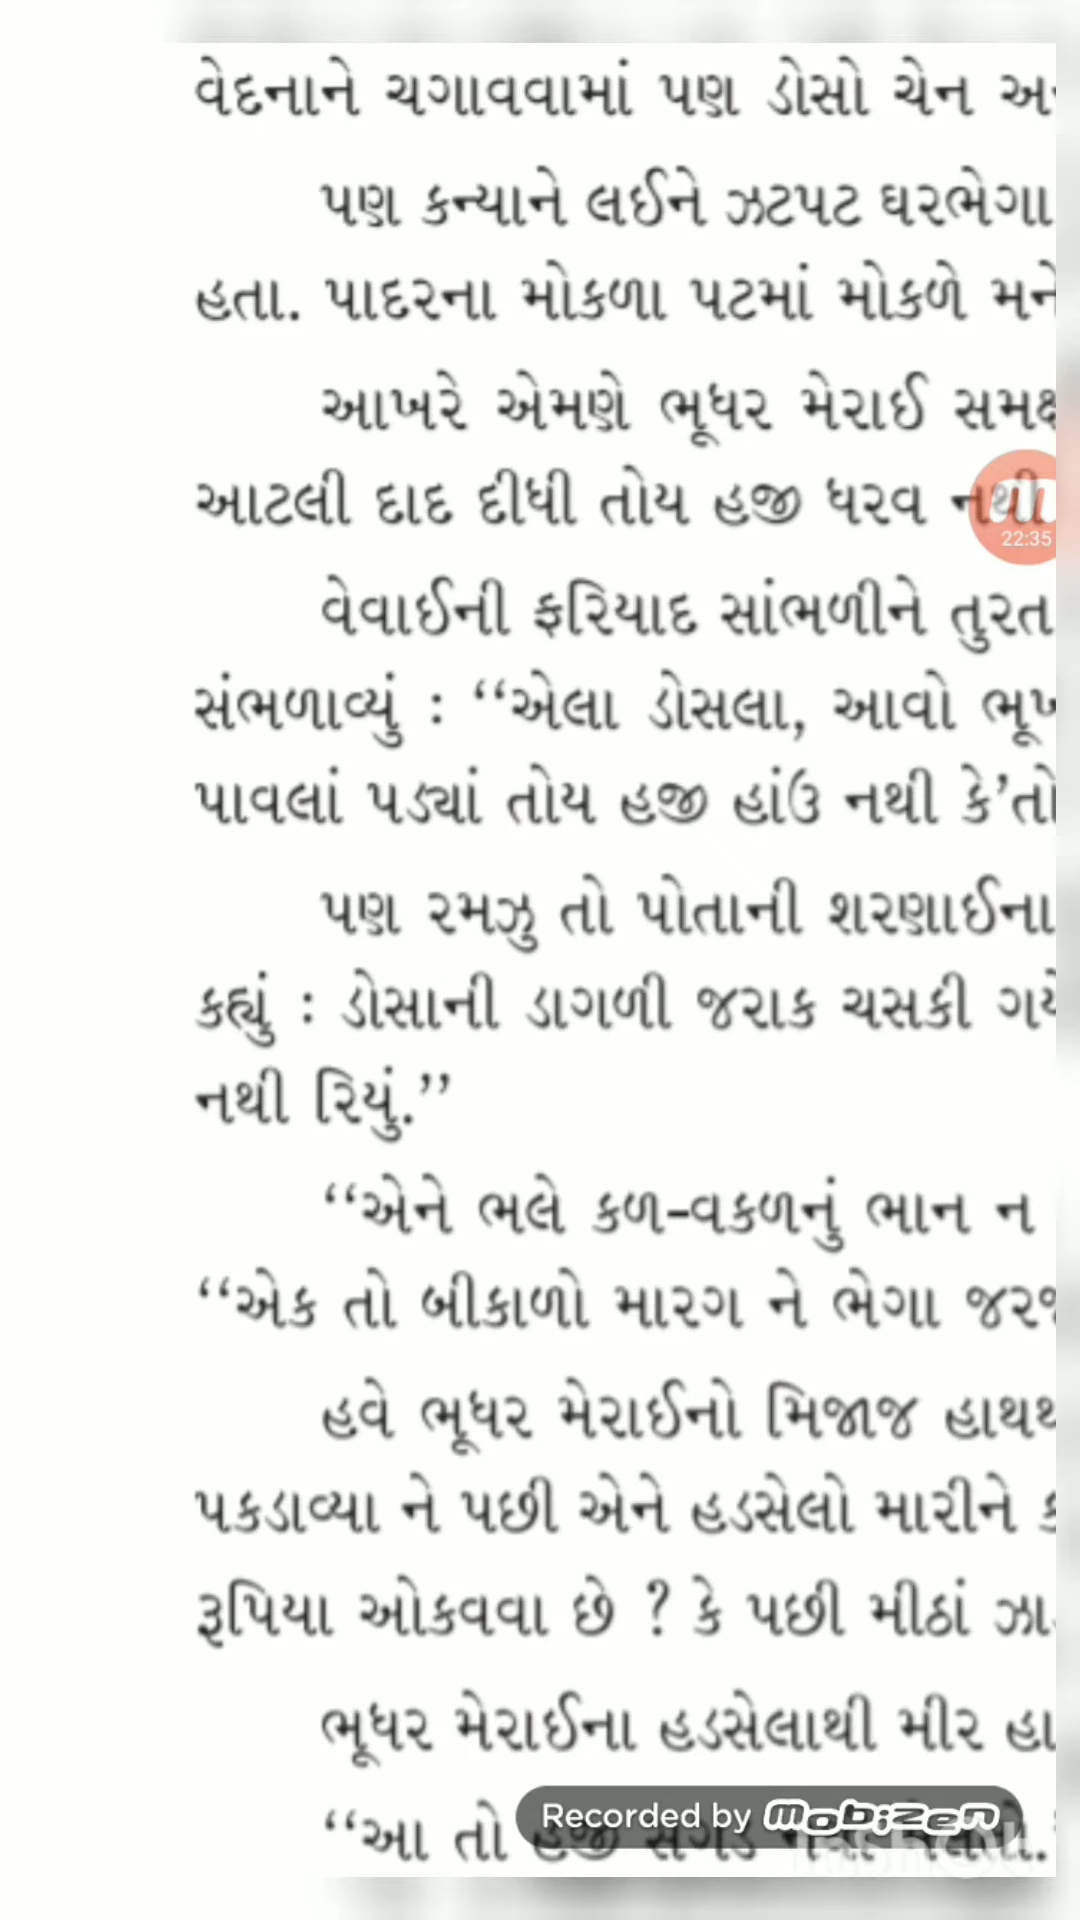 વેદનાને ચગાવવામાં પણ ડોસો ચેન
પણ કન્યાને લઈને ઝટપટ ઘરભેગા
હતા. પાદરના મોકળા પટમાં મોકળે મને
આખરે એમણે ભૂધર મેરાઈ સમક્ષ
આટલી દાદ દીધી તોય હજી ધરવ નથી
22:35
વેવાઈની ફરિયાદ સાંભળીને તુરત
સંભળાવ્યું : ‘‘એલા ડોસલા, આવો
પાવલાં પડ્યાં તોય હજી હાંઉ નથી કે’તો
પણ રમઝુ તો પોતાની શરણાઈના
કહ્યું : ડોસાની ડાગળી જરાક ચસકી
નથી રિયું.’’
‘‘એને ભલે કળ-વકળનું ભાન ન
‘‘એક તો બીકાળો મારગ ને ભેગા
હવે ભૂધર મેરાઈનો મિજાજ
પકડાવ્યા ને પછી એને હડસેલો મારીને
રૂપિયા ઓકવવા છે ? કે પછી મીઠાં
ભૂધર મેરાઈના હડસેલાથી મીર
Recorded by mobizen
‘‘આ તો હજી